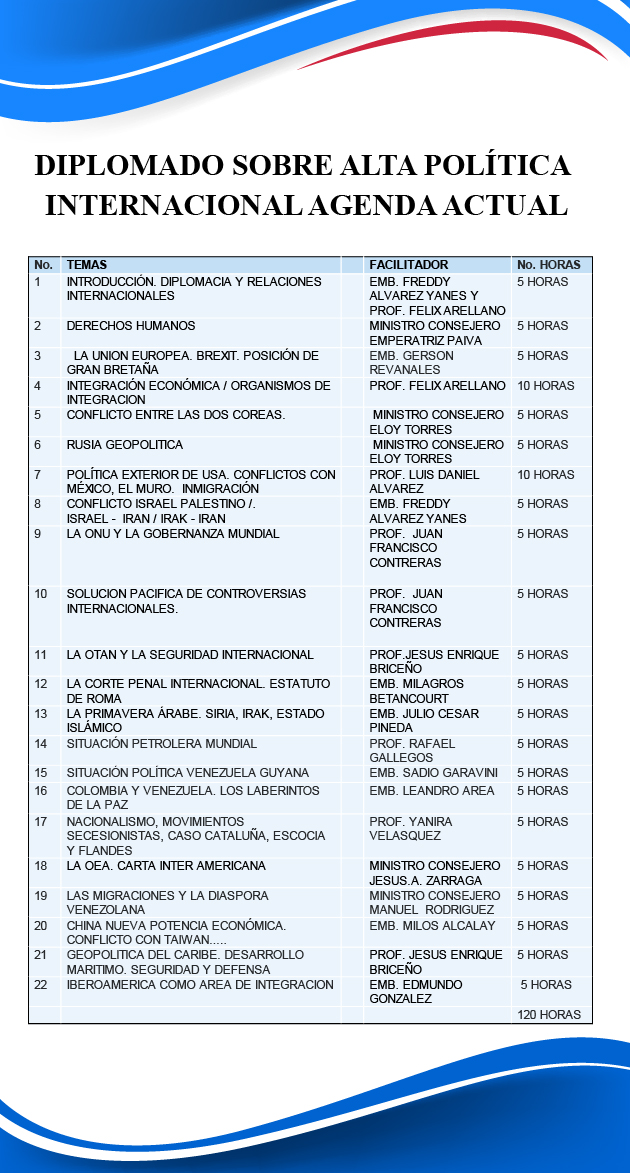 DIPLOMADO SOBRE ALTA POLÍTICA
INTERNACIONAL AGENDA ACTUAL
No. TEMAS FACILITADOR No. HORAS
1 INTRODUCCIÓN. DIPLOMACIA Y RELACIONES EMB. FREDDY 5 HORAS
INTERNACIONALES ALVAREZ YANES Y
PROF. FELIX ARELLANO
2 DERECHOS HUMANOS MINISTRO CONSEJERO 5 HORAS
EMPERATRIZ PAIVA
3 LA UNION EUROPEA. BREXIT. POSICIÓN DE EMB. GERSON 5 HORAS
GRAN BRETAÑA REVANALES
4 INTEGRACIÓN ECONÓMICA / ORGANISMOS DE PROF. FELIX ARELLANO 10 HORAS
INTEGRACION
5 CONFLICTO ENTRE LAS DOS COREAS. MINISTRO CONSEJERO 5 HORAS
ELOY TORRES
6 RUSIA GEOPOLITICA MINISTRO CONSEJERO 5 HORAS
ELOY TORRES
7 POLÍTICA EXTERIOR DE USA. CONFLICTOS CON PROF. LUIS DANIEL 10 HORAS
MÉXICO, EL MURO. INMIGRACIÓN ALVAREZ
8 CONFLICTO ISRAEL PALESTINO /. EMB. FREDDY 5 HORAS
ISRAEL - IRAN / IRAK - IRAN ALVAREZ YANES
9 LA ONU Y LA GOBERNANZA MUNDIAL PROF. JUAN 5 HORAS
FRANCISCO
CONTRERAS
10 SOLUCION PACIFICA DE CONTROVERSIAS PROF. JUAN 5 HORAS
INTERNACIONALES. FRANCISCO
CONTRERAS
11 LA OTAN Y LA SEGURIDAD INTERNACIONAL PROF.JESUS ENRIQUE 5 HORAS
BRICEÑO
12 LA CORTE PENAL INTERNACIONAL. ESTATUTO EMB. MILAGROS 5 HORAS
DE ROMA BETANCOURT
13 LA PRIMAVERA ÁRABE. SIRIA, IRAK, ESTADO EMB. JULIO CESAR 5 HORAS
ISLÁMICO PINEDA
14 SITUACIÓN PETROLERA MUNDIAL PROF. RAFAEL 5 HORAS
GALLEGOS
15 SITUACIÓN POLÍTICA VENEZUELA GUYANA EMB. SADIO GARAVINI 5 HORAS
16 COLOMBIA Y VENEZUELA. LOS LABERINTOS EMB. LEANDRO AREA 5 HORAS
DE LA PAZ
17 NACIONALISMO, MOVIMIENTOS PROF. YANIRA 5 HORAS
SECESIONISTAS, CASO CATALUÑA, ESCOCIA VELASQUEZ
Y FLANDES
18 LA OEA. CARTA INTER AMERICANA MINISTRO CONSEJERO 5 HORAS
JESUS.A. ZARRAGA
19 LAS MIGRACIONES Y LA DIASPORA MINISTRO CONSEJERO 5 HORAS
VENEZOLANA MANUEL RODRIGUEZ
20 CHINA NUEVA POTENCIA ECONÓMICA. EMB. MILOS ALCALAY 5 HORAS
CONFLICTO CON TAIWAN.....
21 GEOPOLITICA DEL CARIBE. DESARROLLO PROF. JESUS ENRIQUE 5 HORAS
MARITIMO. SEGURIDAD Y DEFENSA BRICEÑO
22 IBEROAMERICA COMO AREA DE INTEGRACION EMB. EDMUNDO 5 HORAS
GONZALEZ
120 HORAS